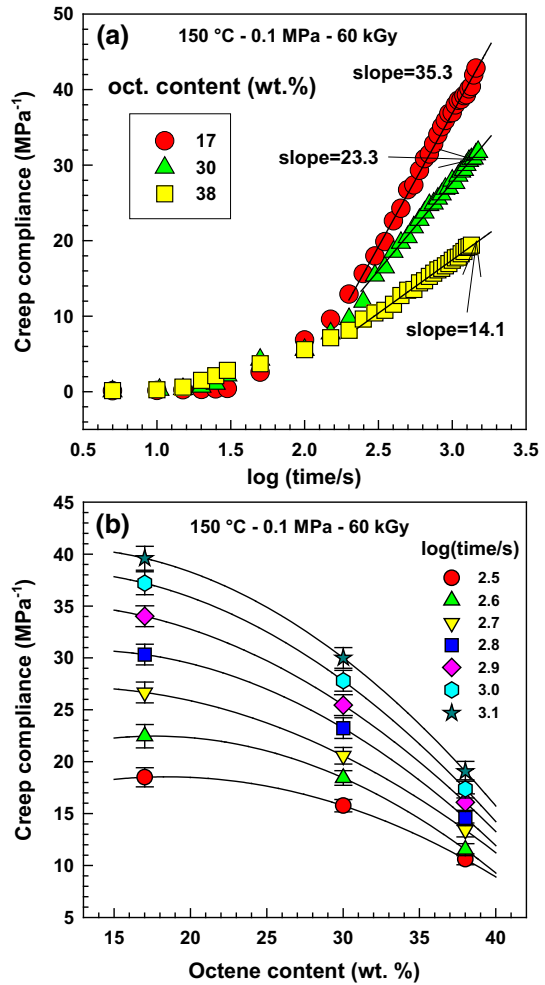 (a)
150 °C - 0.1 MPa - 60 kGy
oct. content (wt.%)
17
30
38
slope=35.3
slope=23.3
slope=14.1
Creep compliance (MPa⁻¹)
50
40
30
20
10
0
0.5 1.0 1.5 2.0 2.5 3.0 3.5
log (time/s)
(b)
150 °C - 0.1 MPa - 60 kGy
log(time/s)
2.5
2.6
2.7
2.8
2.9
3.0
3.1
Creep compliance (MPa⁻¹)
45
40
35
30
25
20
15
10
5
15 20 25 30 35 40
Octene content (wt. %)